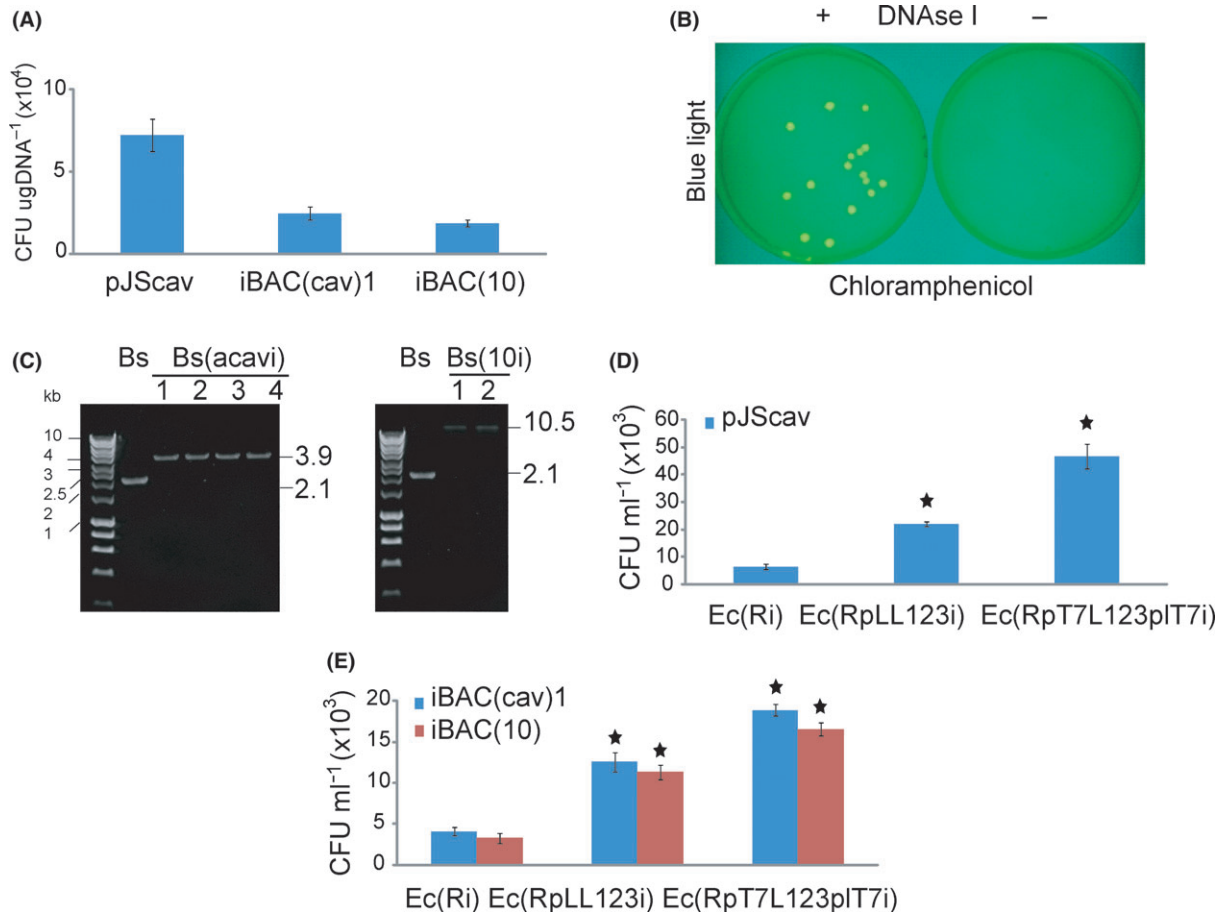 (A)
CFU ugDNA⁻¹ (x10⁴)
10
5
0
pJScav iBAC(cav)1 iBAC(10)
(B)
+ DNAse I –
Blue light
Chloramphenicol
(C)
Bs Bs(acavi)
1 2 3 4
kb
10
4
3
2.5
2
1
3.9
2.1
Bs Bs(10i)
1 2
10.5
2.1
(D)
CFU ml⁻¹ (x10³)
60
50
40
30
20
10
0
pJScav
Ec(Ri) Ec(RpLL123i) Ec(RpT7L123plT7i)
(E)
CFU ml⁻¹ (x10³)
20
15
10
5
0
iBAC(cav)1
iBAC(10)
Ec(Ri) Ec(RpLL123i) Ec(RpT7L123plT7i)